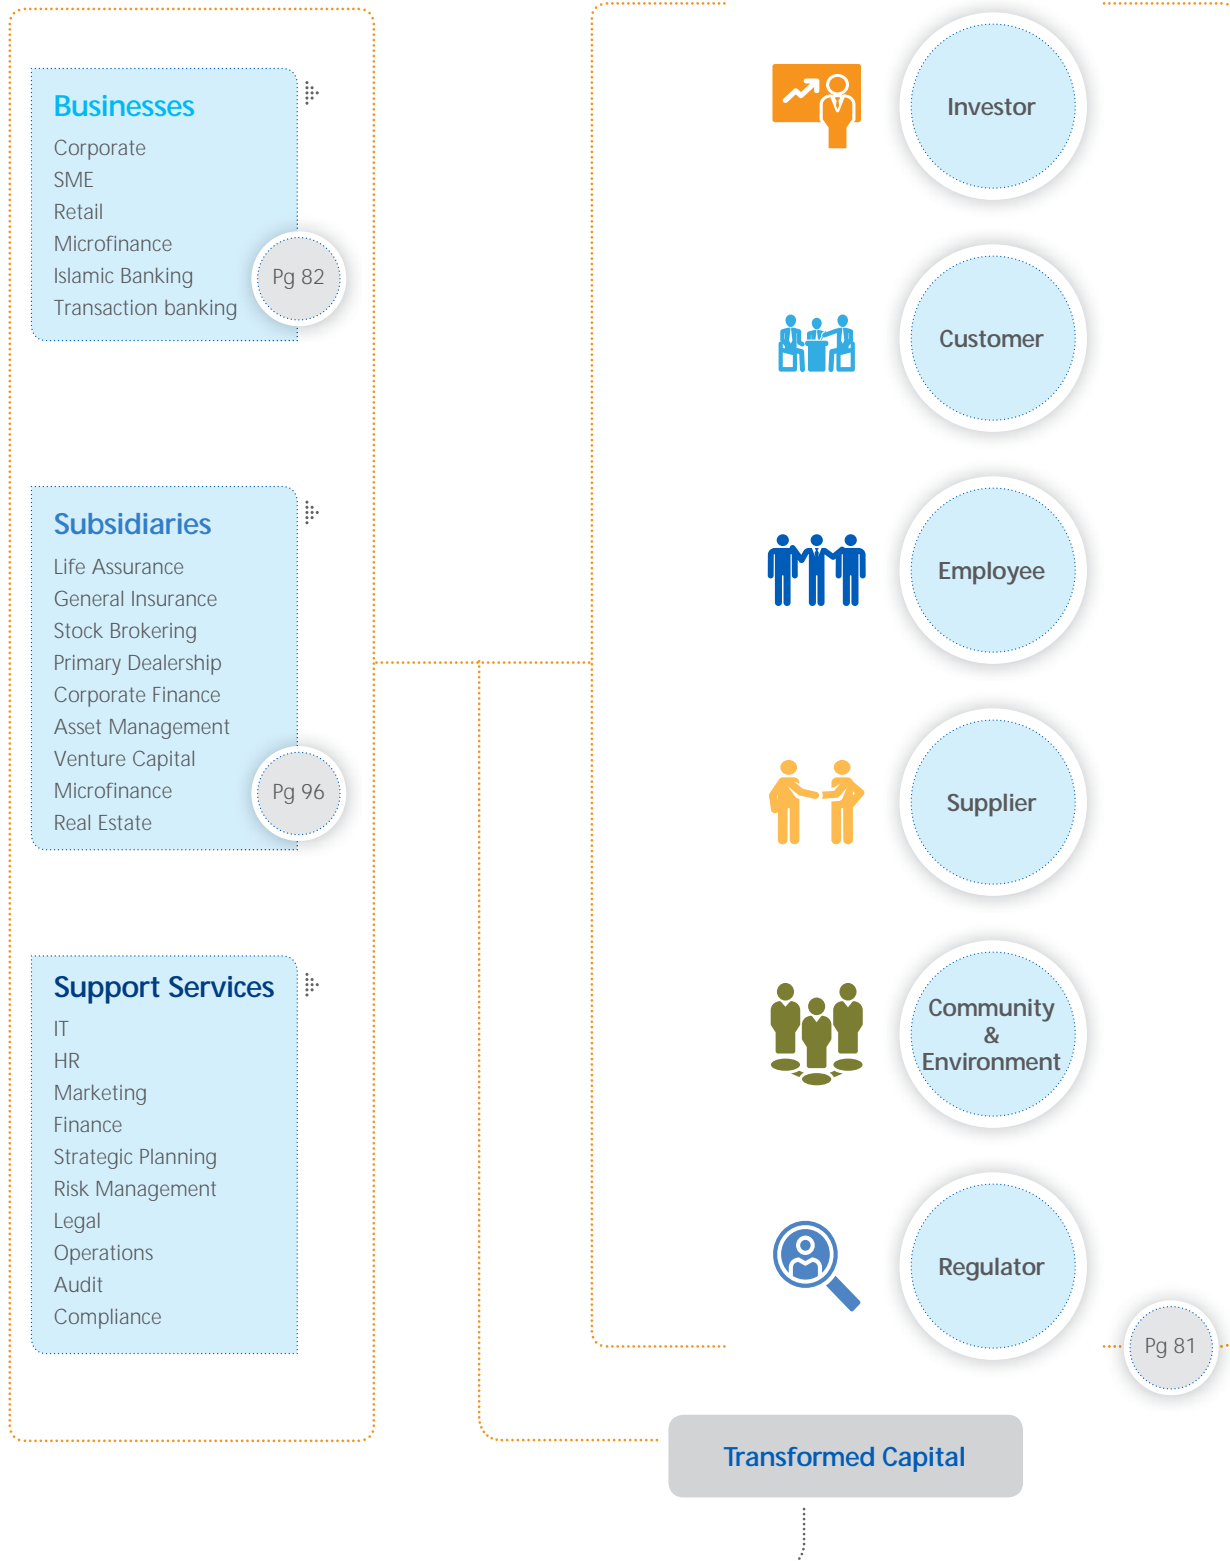 Businesses
Corporate
SME
Retail
Microfinance
Islamic Banking
Transaction banking
Pg 82
Subsidiaries
Life Assurance
General Insurance
Stock Brokering
Primary Dealership
Corporate Finance
Asset Management
Venture Capital
Microfinance
Real Estate
Pg 96
Support Services
IT
HR
Marketing
Finance
Strategic Planning
Risk Management
Legal
Operations
Audit
Compliance
Investor
Customer
Employee
Supplier
Community
&
Environment
Regulator
Pg 81
Transformed Capital